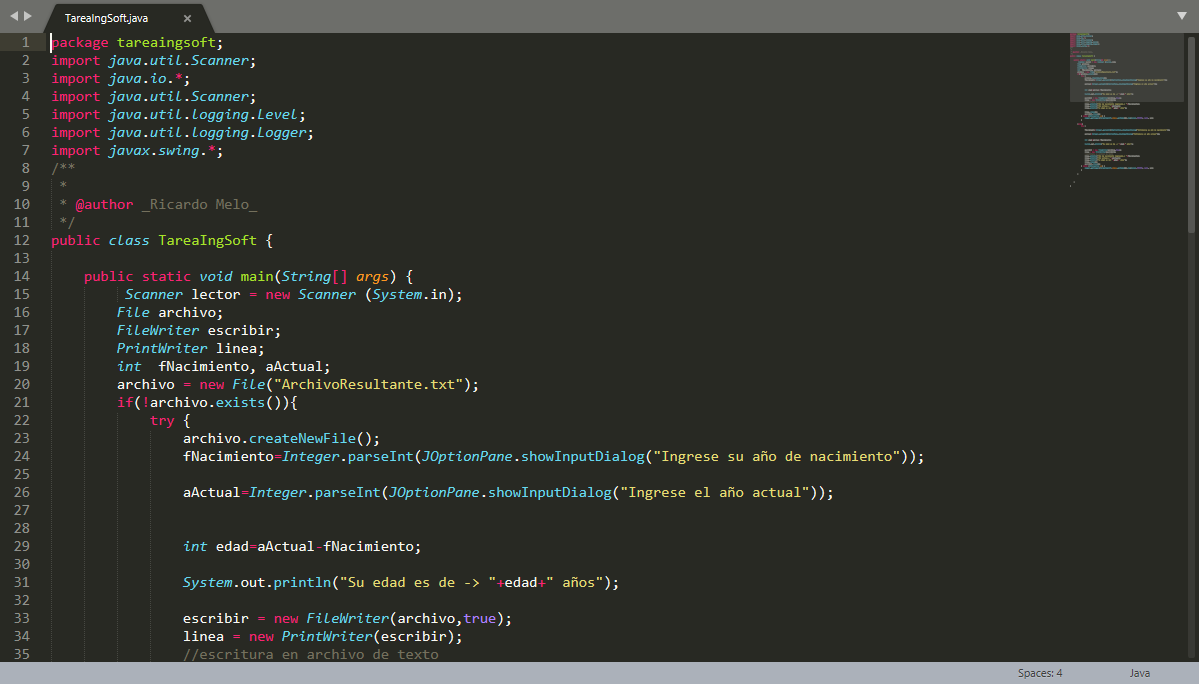 TareaIngSoft.java ×
1 package tareaingsoft;
2 import java.util.Scanner;
3 import java.io.*;
4 import java.util.Scanner;
5 import java.util.logging.Level;
6 import java.util.logging.Logger;
7 import javax.swing.*;
8 /**
9  *
10  * @author _Ricardo Melo_
11  */
12 public class TareaIngSoft {
13
14     public static void main(String[] args) {
15          Scanner lector = new Scanner (System.in);
16         File archivo;
17         FileWriter escribir;
18         PrintWriter linea;
19         int  fNacimiento, aActual;
20         archivo = new File("ArchivoResultante.txt");
21         if(!archivo.exists()){
22             try {
23                 archivo.createNewFile();
24                 fNacimiento=Integer.parseInt(JOptionPane.showInputDialog("Ingrese su año de nacimiento"));
25
26                 aActual=Integer.parseInt(JOptionPane.showInputDialog("Ingrese el año actual"));
27
28
29                 int edad=aActual-fNacimiento;
30
31                 System.out.println("Su edad es de -> "+edad+" años");
32
33                 escribir = new FileWriter(archivo,true);
34                 linea = new PrintWriter(escribir);
35                 //escritura en archivo de texto
Spaces: 4 Java